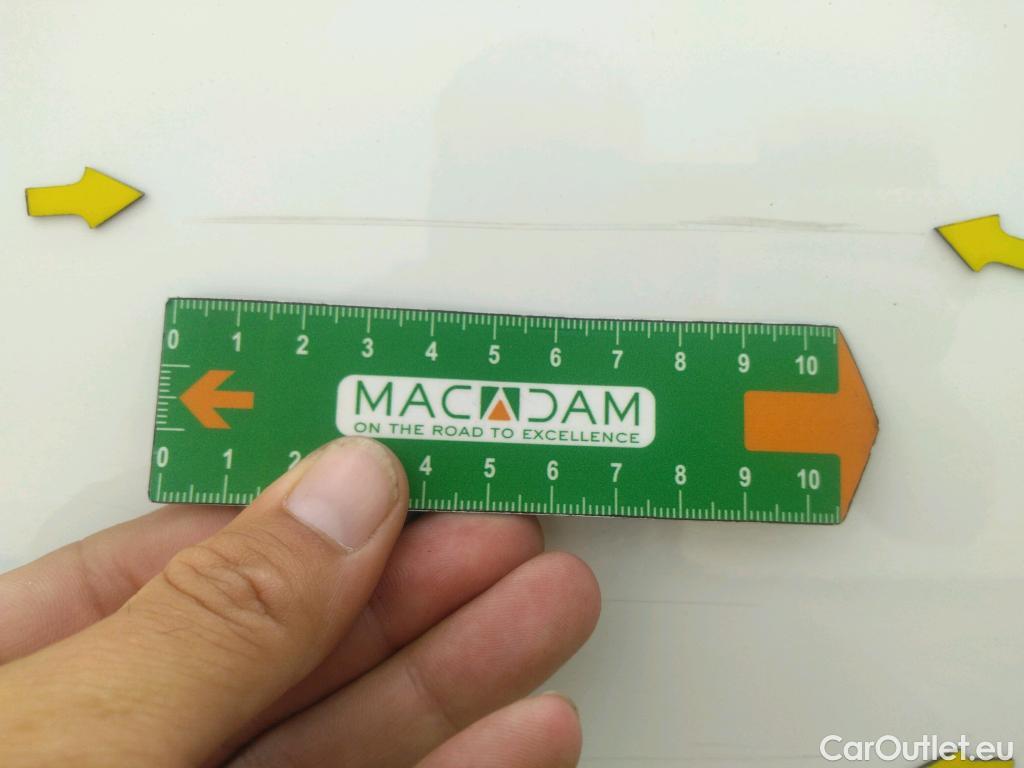 0 1 2 3 4 5 6 7 8 9 10
MACADAM
ON THE ROAD TO EXCELLENCE
0 1 2 4 5 6 7 8 9 10
CarOutlet.eu